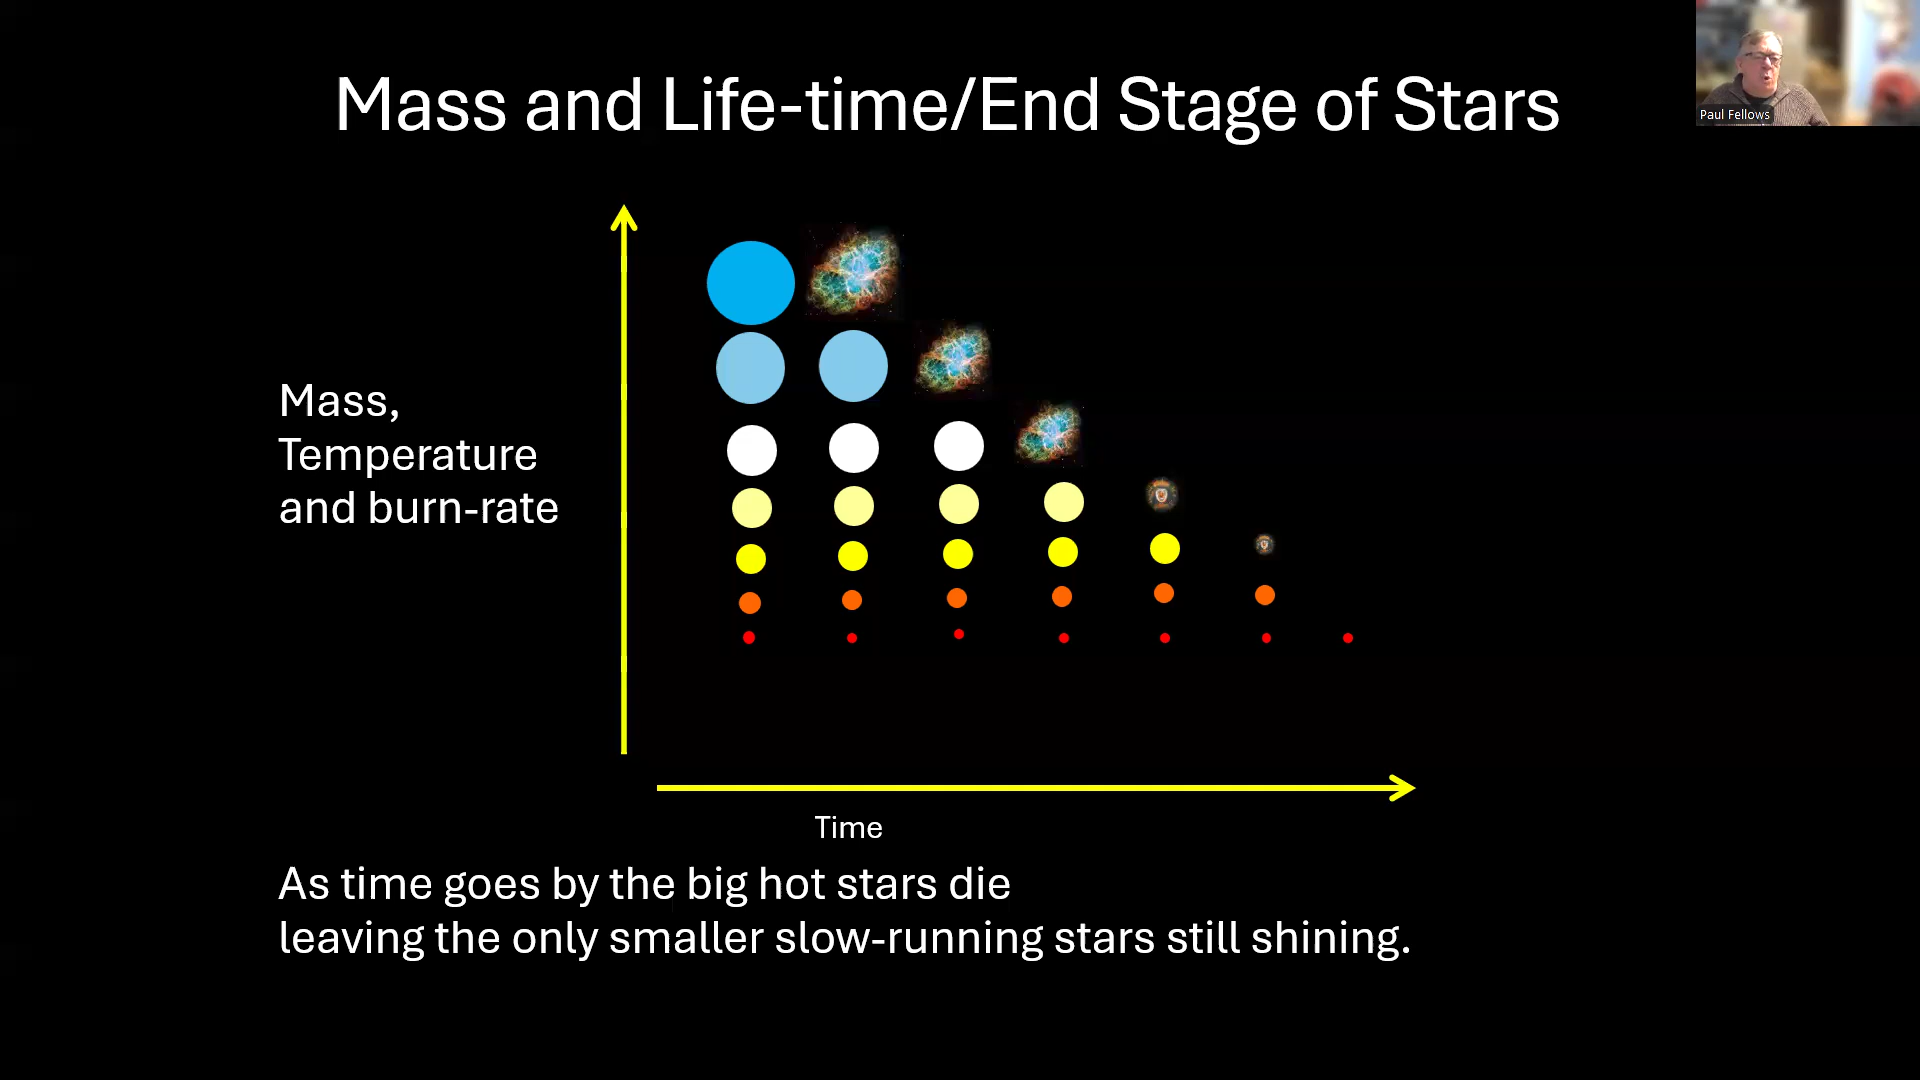 Mass and Life-time/End Stage of Stars
Paul Fellows
Mass,
Temperature
and burn-rate
Time
As time goes by the big hot stars die
leaving the only smaller slow-running stars still shining.